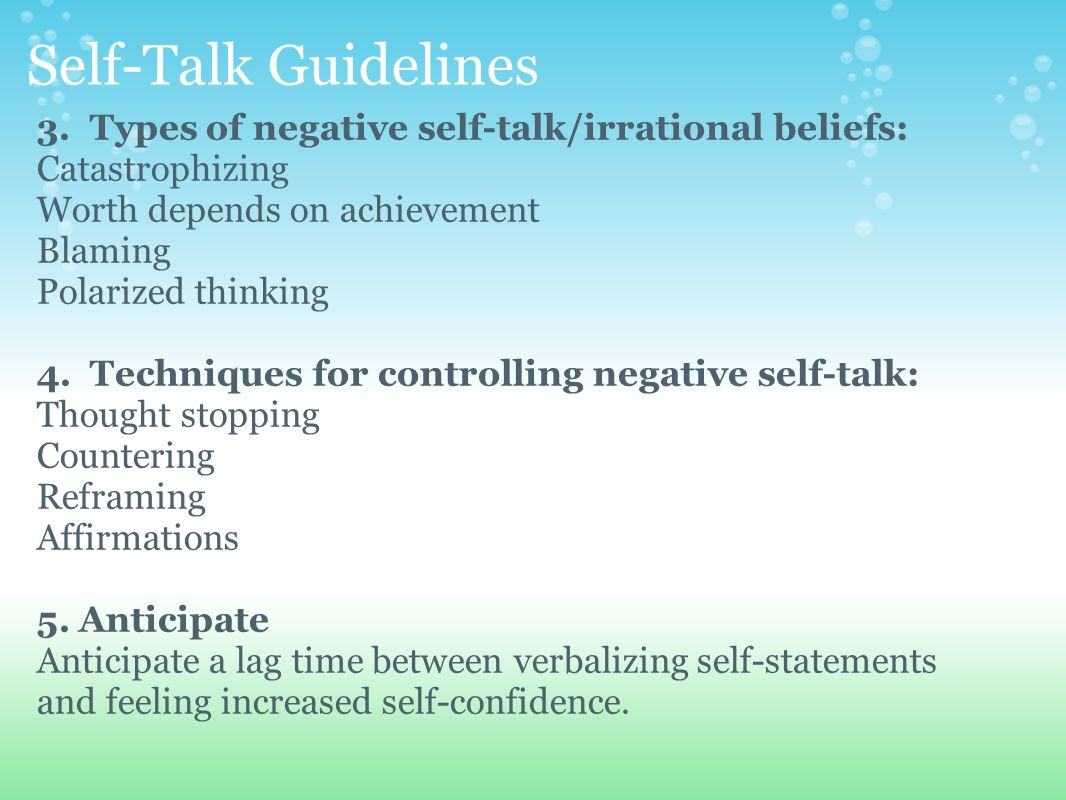 Self-Talk Guidelines
3. Types of negative self-talk/irrational beliefs:
Catastrophizing
Worth depends on achievement
Blaming
Polarized thinking
4. Techniques for controlling negative self-talk:
Thought stopping
Countering
Reframing
Affirmations
5. Anticipate
Anticipate a lag time between verbalizing self-statements
and feeling increased self-confidence.